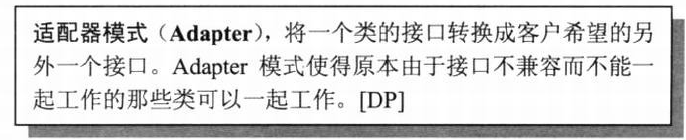 适配器模式（Adapter），将一个类的接口转换成客户希望的另
外一个接口。Adapter 模式使得原本由于接口不兼容而不能一
起工作的那些类可以一起工作。[DP]